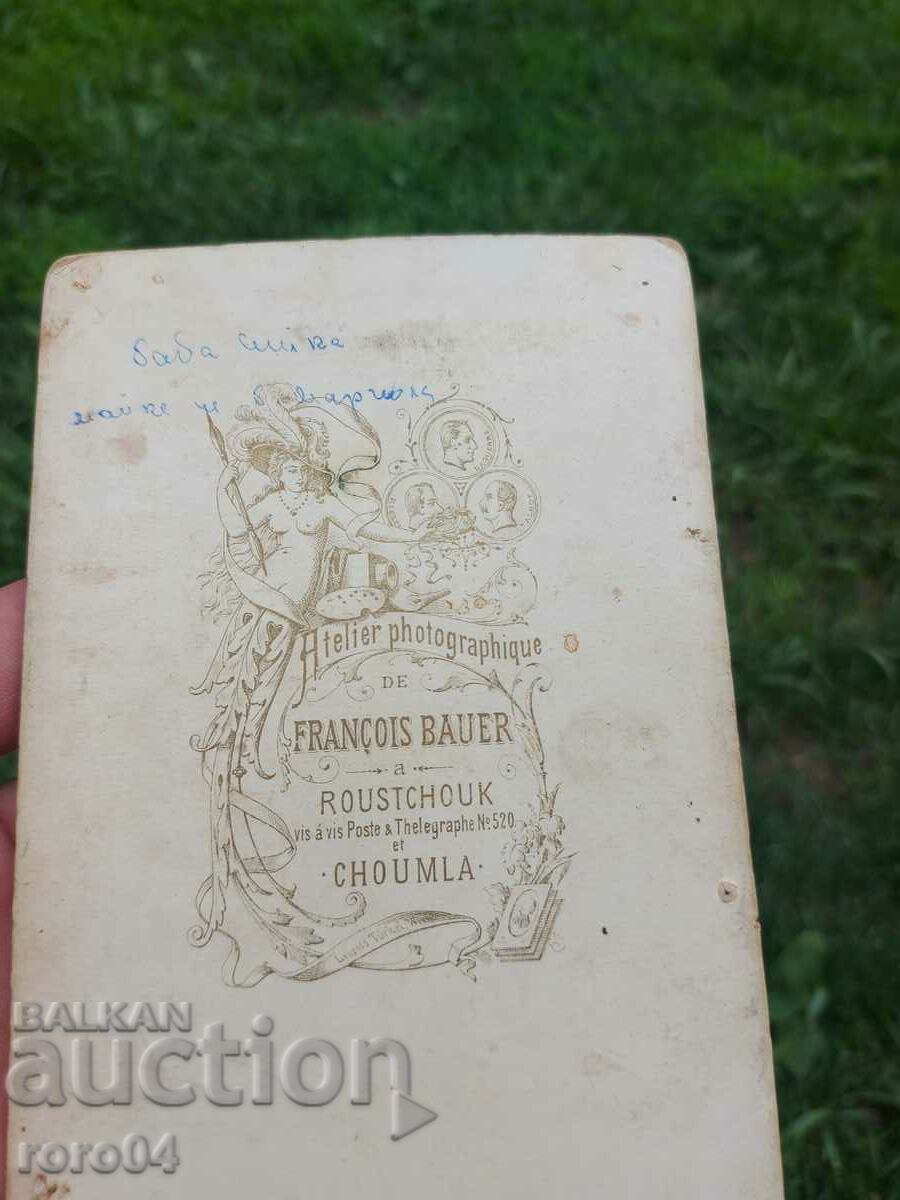 баба
Atelier photographique
DE
FRANÇOIS BAUER
a
ROUSTCHOUK
vis á vis Poste & Thelegraphe No 520
et
· CHOUMLA ·
BALKAN
auction
roro04